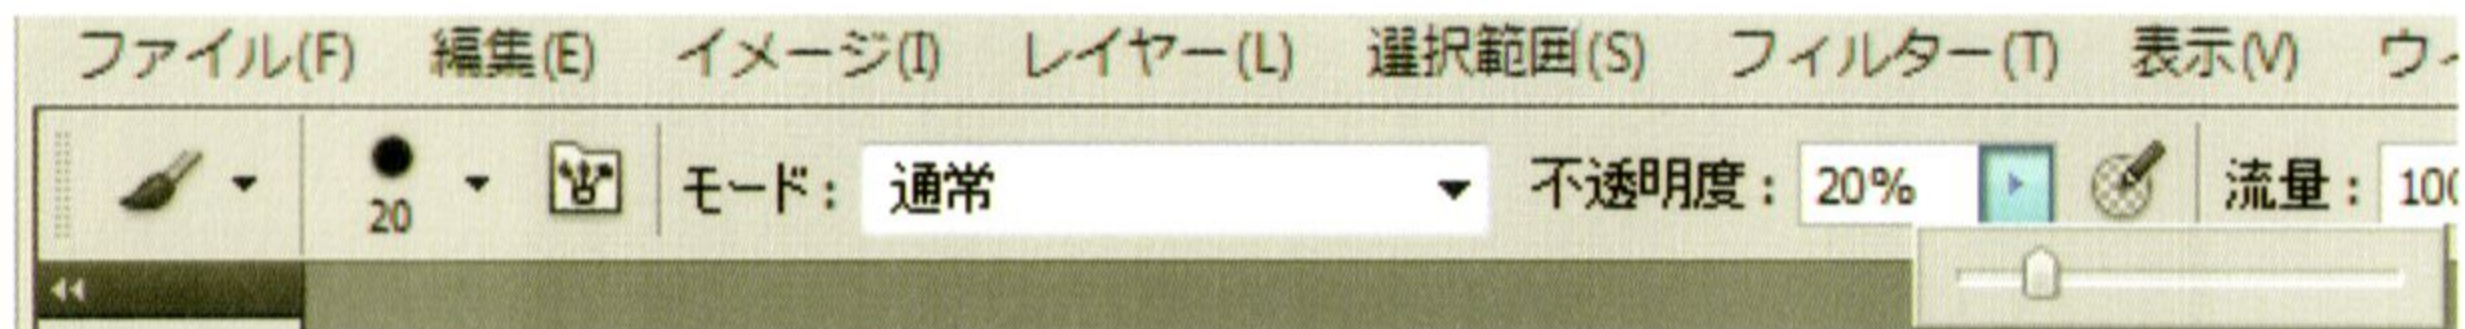 ファイル(F) 編集(E) イメージ(I) レイヤー(L) 選択範囲(S) フィルター(T) 表示(V)
20 モード: 通常 不透明度: 20% 流量: